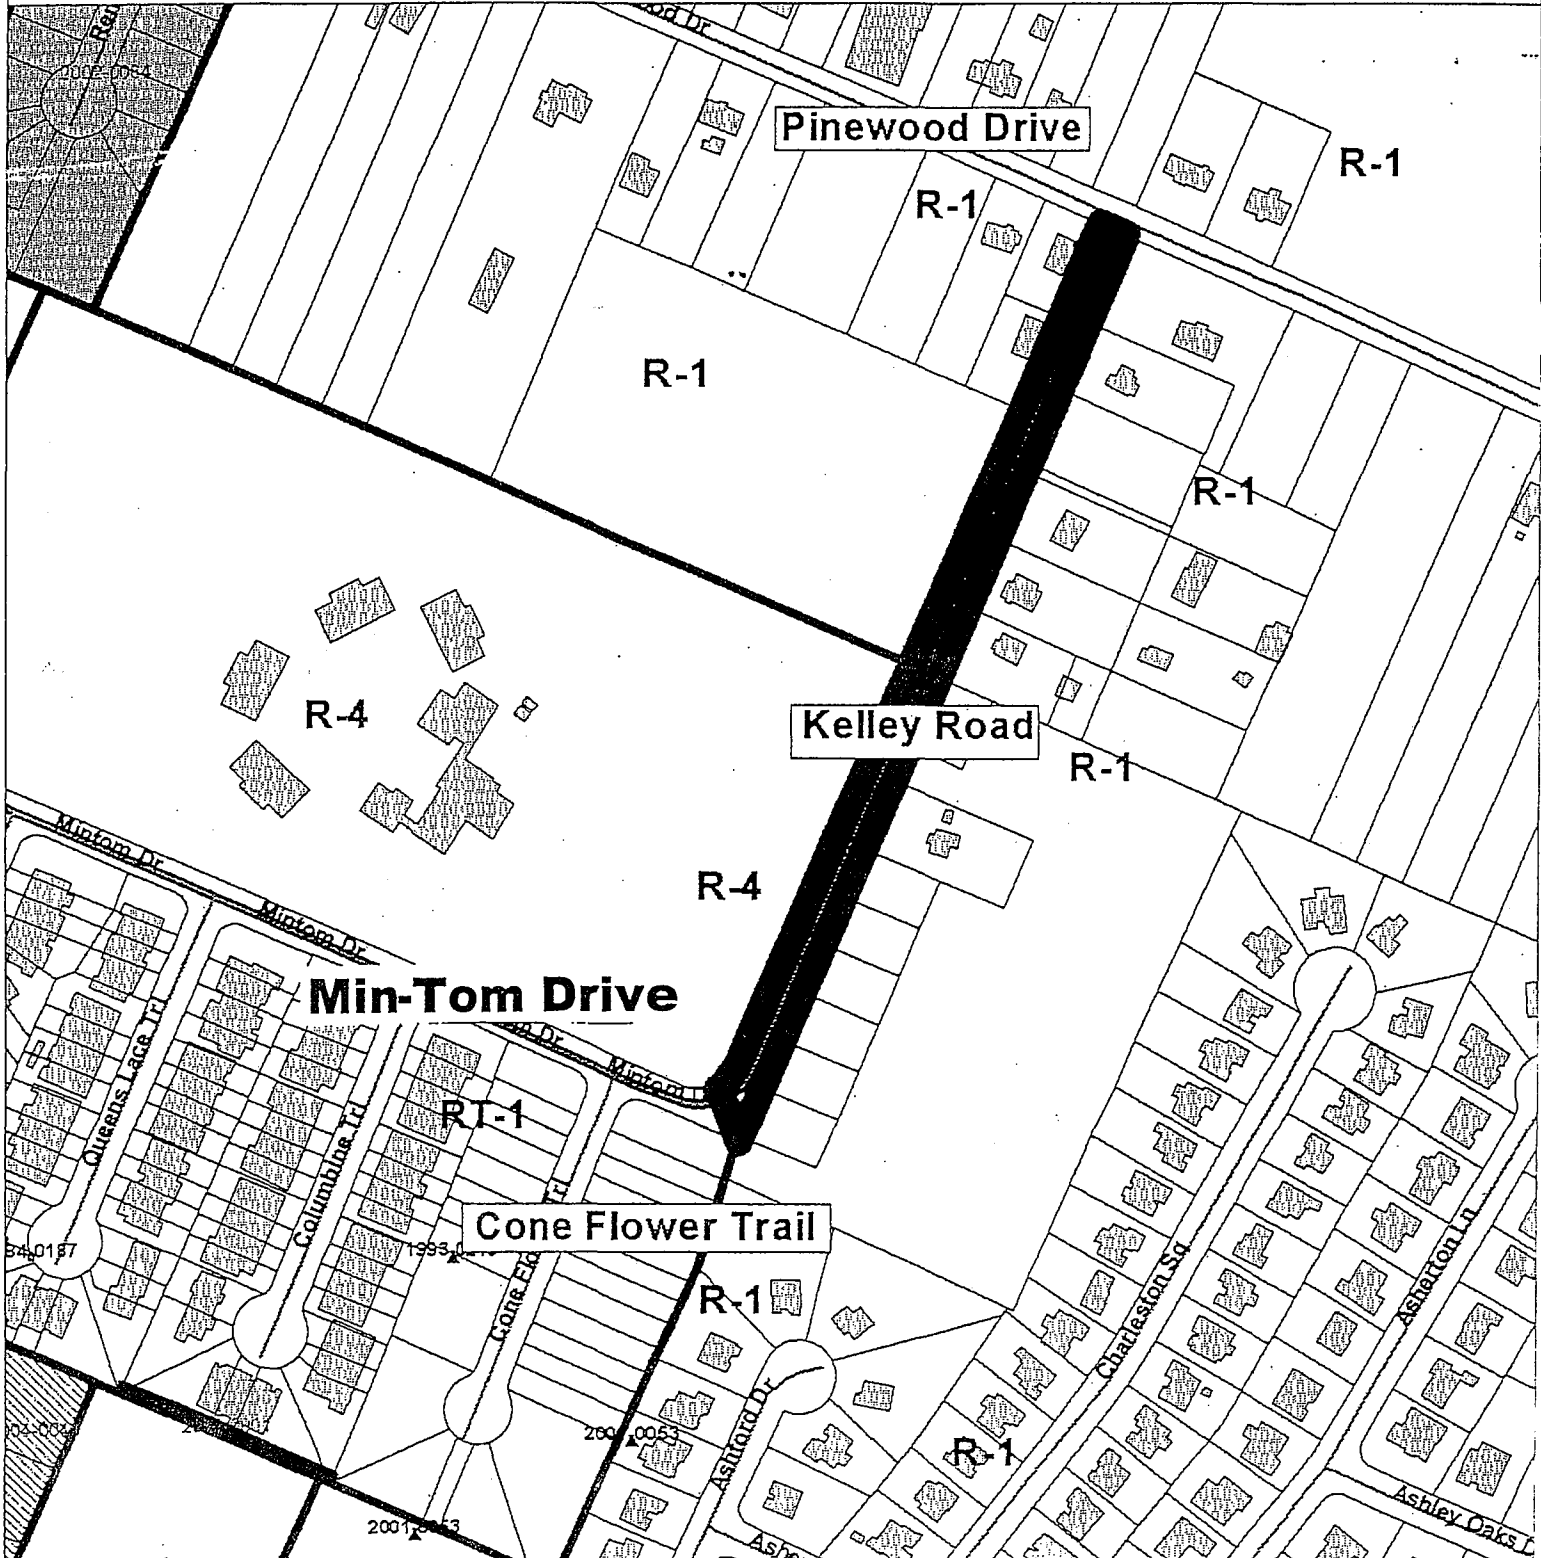 2002-0064
Pinewood Drive
R-1
R-1
R-1
R-1
Kelley Road
R-4
R-1
Mintom Dr
R-4
Mintom Dr
Min-Tom Drive
Queens Lace Trl
Columbine Trl
RT-1
Cone Flower Trail
R-1
Charleston Sq
Asherton Ln
Ashford Dr
R-1
Ashley Oaks